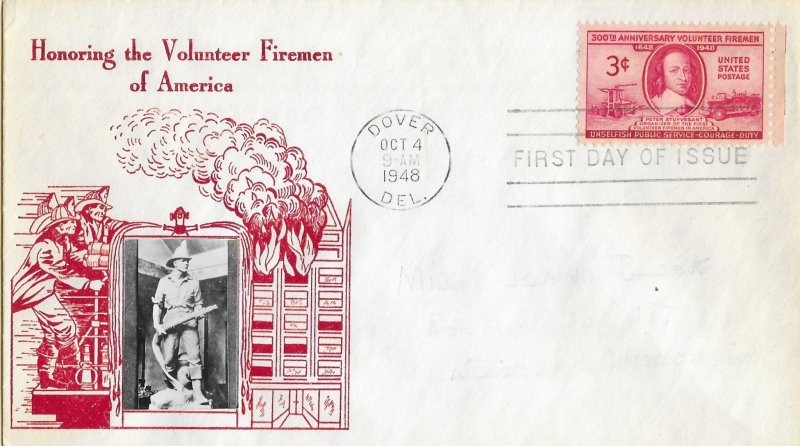 Honoring the Volunteer Firemen
of America
300TH ANNIVERSARY VOLUNTEER FIREMEN
1648 1948
3¢
UNITED
STATES
POSTAGE
PETER STUYVESANT
ORGANIZER OF THE FIRST
VOLUNTEER FIREMEN IN AMERICA
UNSELFISH PUBLIC SERVICE-COURAGE-DUTY
DOVER
OCT 4
9-AM
1948
DEL.
FIRST DAY OF ISSUE